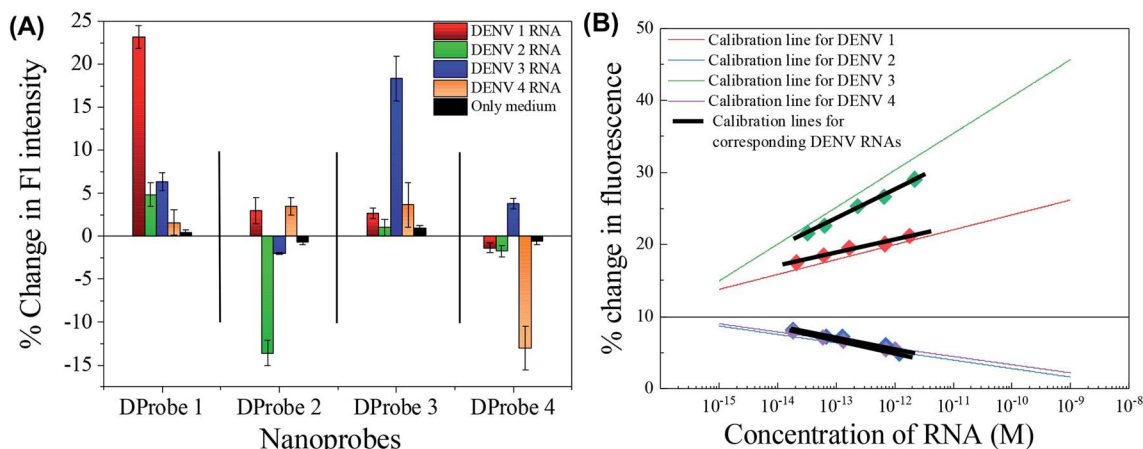 (A)
25
20
15
10
5
0
-5
-10
-15
% Change in Fl intensity
DENV 1 RNA
DENV 2 RNA
DENV 3 RNA
DENV 4 RNA
Only medium
DProbe 1 DProbe 2 DProbe 3 DProbe 4
Nanoprobes
(B)
50
40
30
20
10
0
% change in fluorescence
Calibration line for DENV 1
Calibration line for DENV 2
Calibration line for DENV 3
Calibration line for DENV 4
Calibration lines for
corresponding DENV RNAs
10⁻¹⁵ 10⁻¹⁴ 10⁻¹³ 10⁻¹² 10⁻¹¹ 10⁻¹⁰ 10⁻⁹ 10⁻⁸
Concentration of RNA (M)